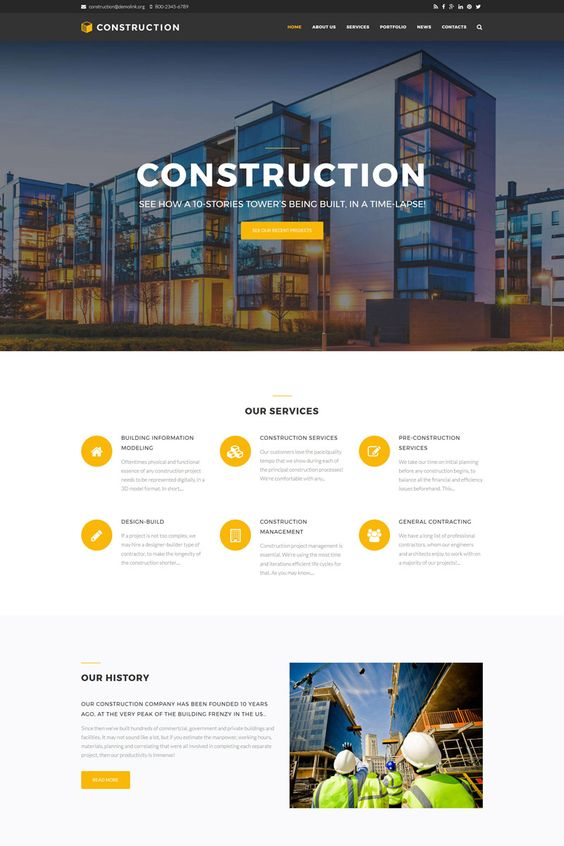 construction@demolink.org 800-2345-6789
CONSTRUCTION
HOME ABOUT US SERVICES PORTFOLIO NEWS CONTACTS
CONSTRUCTION
SEE HOW A 10-STORIES TOWER'S BEING BUILT, IN A TIME-LAPSE!
SEE OUR RECENT PROJECTS
OUR SERVICES
BUILDING INFORMATION
MODELING
Oftentimes physical and functional
essence of any construction project
needs to be represented digitally, in a
3D model format. In short,...
CONSTRUCTION SERVICES
Our customers love the pace/quality
tempo that we show during each of
the principal construction processes!
We're comfortable with any...
PRE-CONSTRUCTION
SERVICES
We take our time on initial planning
before any construction begins, to
balance all the financial and efficiency
issues beforehand. This...
DESIGN-BUILD
If a project is not too complex, we
may hire a designer-builder type of
contractor, to make the longevity of
the construction shorter....
CONSTRUCTION
MANAGEMENT
Construction project management is
essential. We're using the most time
and iterations efficient life cycles for
that. As you may know,...
GENERAL CONTRACTING
We have a long list of professional
contractors, whom our engineers
and architects enjoy to work with on
a majority of our projects!...
OUR HISTORY
OUR CONSTRUCTION COMPANY HAS BEEN FOUNDED 10 YEARS
AGO, AT THE VERY PEAK OF THE BUILDING FRENZY IN THE US..
Since then we've built hundreds of commercial, government and private buildings and
facilities. It may not sound like a lot, but if you estimate the manpower, working hours,
materials, planning and correlating that were all involved in completing each separate
project, then our productivity is immense!
READ MORE